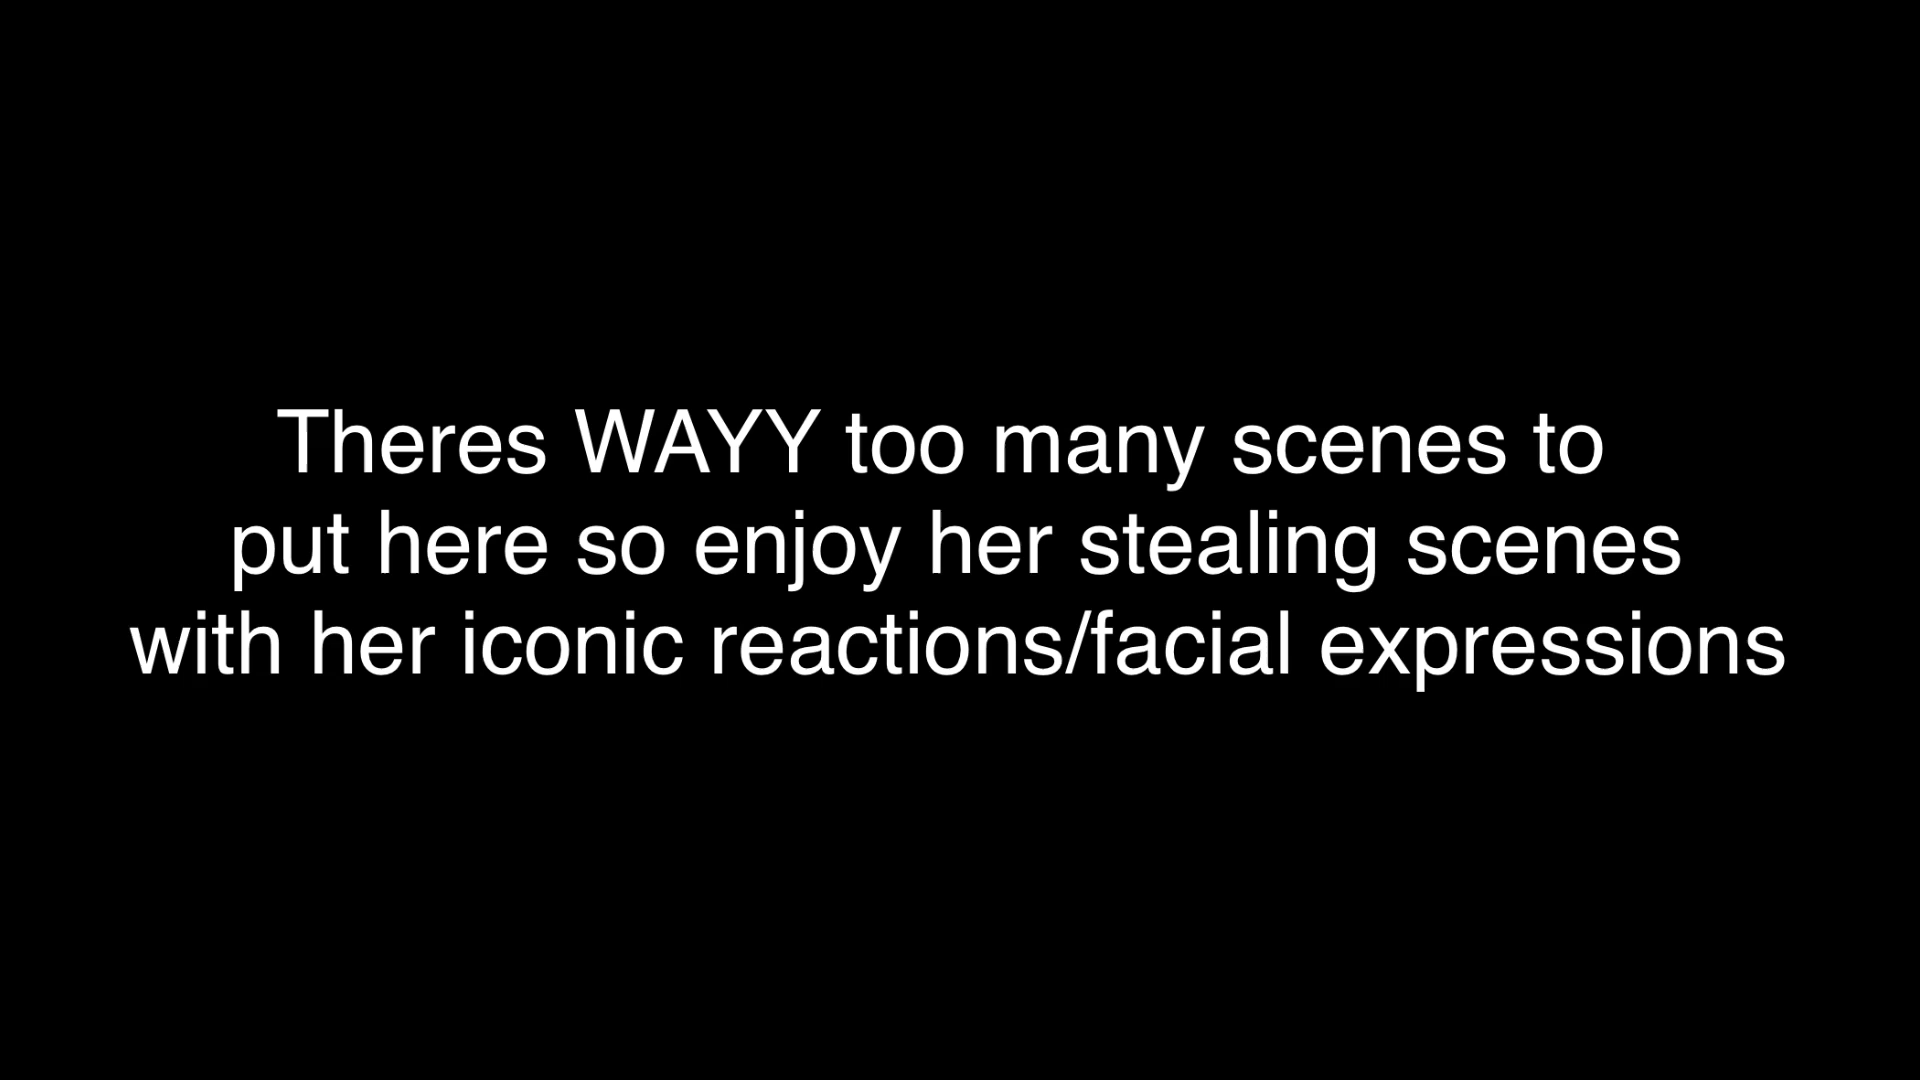 Theres WAYY too many scenes to
put here so enjoy her stealing scenes
with her iconic reactions/facial expressions